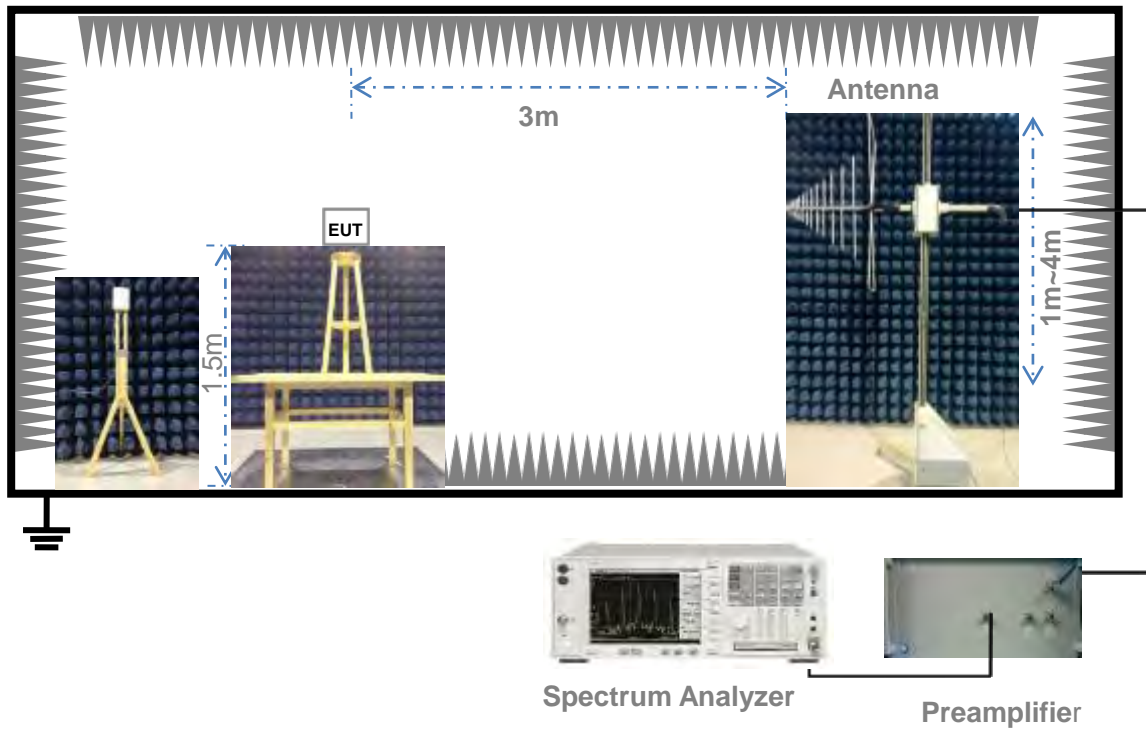 Antenna
3m
EUT
1.5m
1m~4m
Spectrum Analyzer
Preamplifier